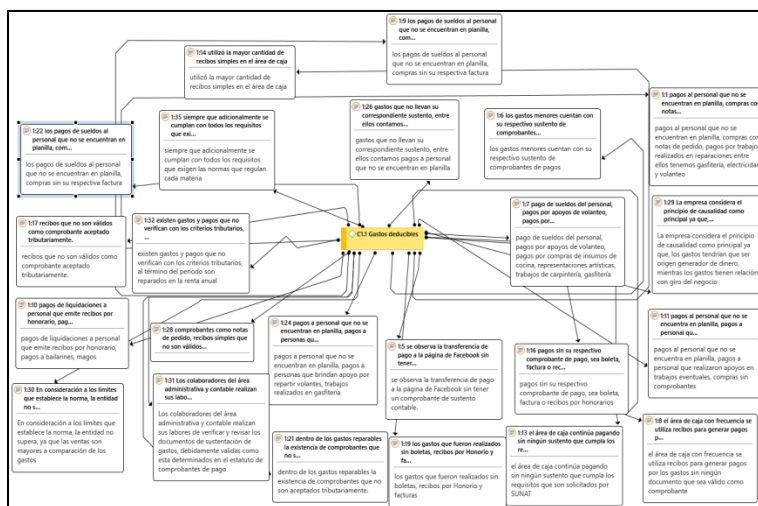 1:9 los pagos de sueldos al personal
que no se encuentran en planilla,
com...
los pagos de sueldos al personal
que no se encuentran en planilla,
compras sin su respectiva factura
1:14 utilizó la mayor cantidad de
recibos simples en el área de caja
utilizó la mayor cantidad de
recibos simples en el área de caja
1:22 los pagos de sueldos al
personal que no se encuentran en
planilla, com...
los pagos de sueldos al personal
que no se encuentran en planilla,
compras sin su respectiva factura
1:35 siempre que adicionalmente se
cumplan con todos los requisitos
que exi...
siempre que adicionalmente se
cumplan con todos los requisitos
que exigen las normas que regulan
cada materia
1:26 gastos que no llevan su
correspondiente sustento, entre
ellos contamos...
gastos que no llevan su
correspondiente sustento, entre
ellos contamos pagos a personal
que no se encuentran en planilla
1:6 los gastos menores cuentan con
su respectivo sustento de
comprobantes...
los gastos menores cuentan con su
respectivo sustento de comprobantes
de pagos
1:1 pagos al personal que no se
encuentran en planilla, compras con
notas...
pagos al personal que no se
encuentran en planilla, compras con
notas de pedido, pagos por trabajos
realizados en reparaciones entre
ellos tenemos gasfitería, electricidad
y volanteo
1:17 recibos que no son válidos
como comprobante aceptado
tributariamente.
recibos que no son válidos como
comprobante aceptado
tributariamente.
1:32 existen gastos y pagos que no
verifican con los criterios tributarios,
...
existen gastos y pagos que no
verifican con los criterios tributarios,
al término del periodo son
reparados en la renta anual
C1.1 Gastos deducibles
1:7 pago de sueldos del personal,
pagos por apoyos de volanteo,
pagos por...
pago de sueldos del personal,
pagos por apoyos de volanteo,
pagos por compras de insumos de
cocina, representaciones artísticas,
trabajos de carpintería, gasfitería
1:29 La empresa considera el
principio de causalidad como
principal ya que,...
La empresa considera el principio
de causalidad como principal ya
que, los gastos tendrían que ser
origen generador de dinero,
mientras los gastos tienen relación
con giro del negocio
1:10 pagos de liquidaciones a
personal que emite recibos por
honorario, pag...
pagos de liquidaciones a personal
que emite recibos por honorario,
pagos a bailarines, magos
1:28 comprobantes como notas
de pedido, recibos simples
que no son válidos...
1:24 pagos a personal que no se
encuentran en planilla, pagos a
personas qu...
pagos a personal que no se
encuentran en planilla, pagos a
personas que brindan apoyo por
repartir volantes, trabajos
realizados en gasfitería
1:5 se observa la transferencia de
pago a la página de Facebook sin
tener...
se observa la transferencia de
pago a la página de Facebook sin
tener un comprobante de sustento
contable.
1:16 pagos sin su respectivo
comprobante de pago, sea boleta,
factura o rec...
pagos sin su respectivo
comprobante de pago, sea boleta,
factura o recibos por honorarios
1:11 pagos al personal que no se
encuentra en planilla, pagos a
personal qu...
pagos al personal que no se
encuentra en planilla, pagos a
personal que realizaron apoyos en
trabajos eventuales, compras sin
comprobantes
1:30 En consideración a los límites
que establece la norma, la entidad
no s...
En consideración a los límites que
establece la norma, la entidad no
supera, ya que las ventas son
mayores a comparación de los
gastos
1:31 Los colaboradores del área
administrativa y contable realizan
sus labo...
Los colaboradores del área
administrativa y contable realizan
sus labores de verificar y revisar los
documentos de sustentación de
gastos, debidamente validas como
esta determinados en el estatuto de
comprobantes de pago
1:21 dentro de los gastos reparables
la existencia de comprobantes que
no s...
dentro de los gastos reparables la
existencia de comprobantes que no
son aceptados tributariamente.
1:19 los gastos que fueron realizados
sin boletas, recibos por Honorio y
fa...
los gastos que fueron realizados sin
boletas, recibos por Honorio y
facturas
1:13 el área de caja continúa pagando
sin ningún sustento que cumpla los
re...
el área de caja continúa pagando
sin ningún sustento que cumpla los
requisitos que son solicitados por
SUNAT
1:8 el área de caja con frecuencia se
utiliza recibos para generar pagos
p...
el área de caja con frecuencia se
utiliza recibos para generar pagos
por los gastos sin ningún
documento que sea válido como
comprobante